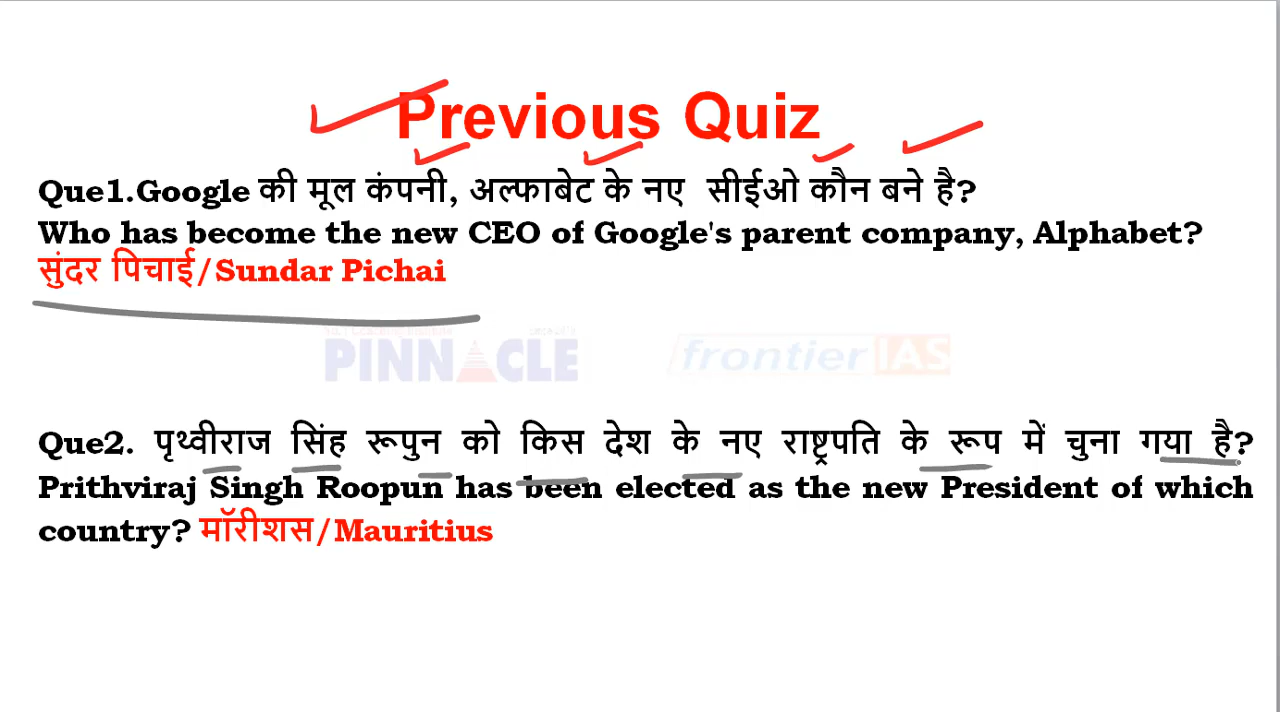 Previous Quiz
Que1.Google की मूल कंपनी, अल्फाबेट के नए सीईओ कौन बने है?
Who has become the new CEO of Google's parent company, Alphabet?
सुंदर पिचाई/Sundar Pichai
PINNACLE frontier IAS
Que2. पृथ्वीराज सिंह रूपुन को किस देश के नए राष्ट्रपति के रूप में चुना गया है?
Prithviraj Singh Roopun has been elected as the new President of which
country? मॉरीशस/Mauritius